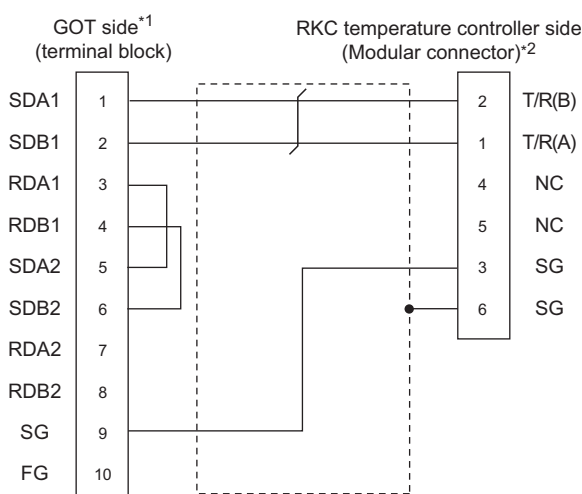 GOT side*1
(terminal block)
RKC temperature controller side
(Modular connector)*2
SDA1 1 2 T/R(B)
SDB1 2 1 T/R(A)
RDA1 3 4 NC
RDB1 4 5 NC
SDA2 5 3 SG
SDB2 6 6 SG
RDA2 7
RDB2 8
SG 9
FG 10